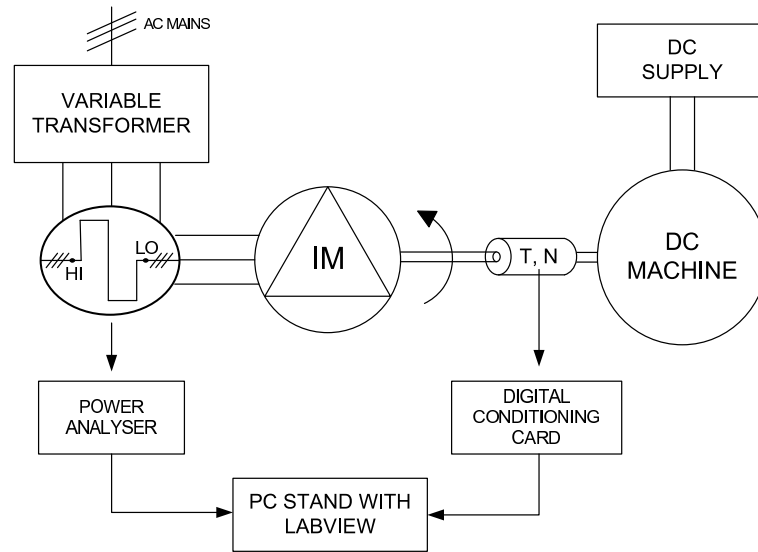 AC MAINS
DC
SUPPLY
VARIABLE
TRANSFORMER
LO
HI
IM
T, N
DC
MACHINE
POWER
ANALYSER
DIGITAL
CONDITIONING
CARD
PC STAND WITH
LABVIEW